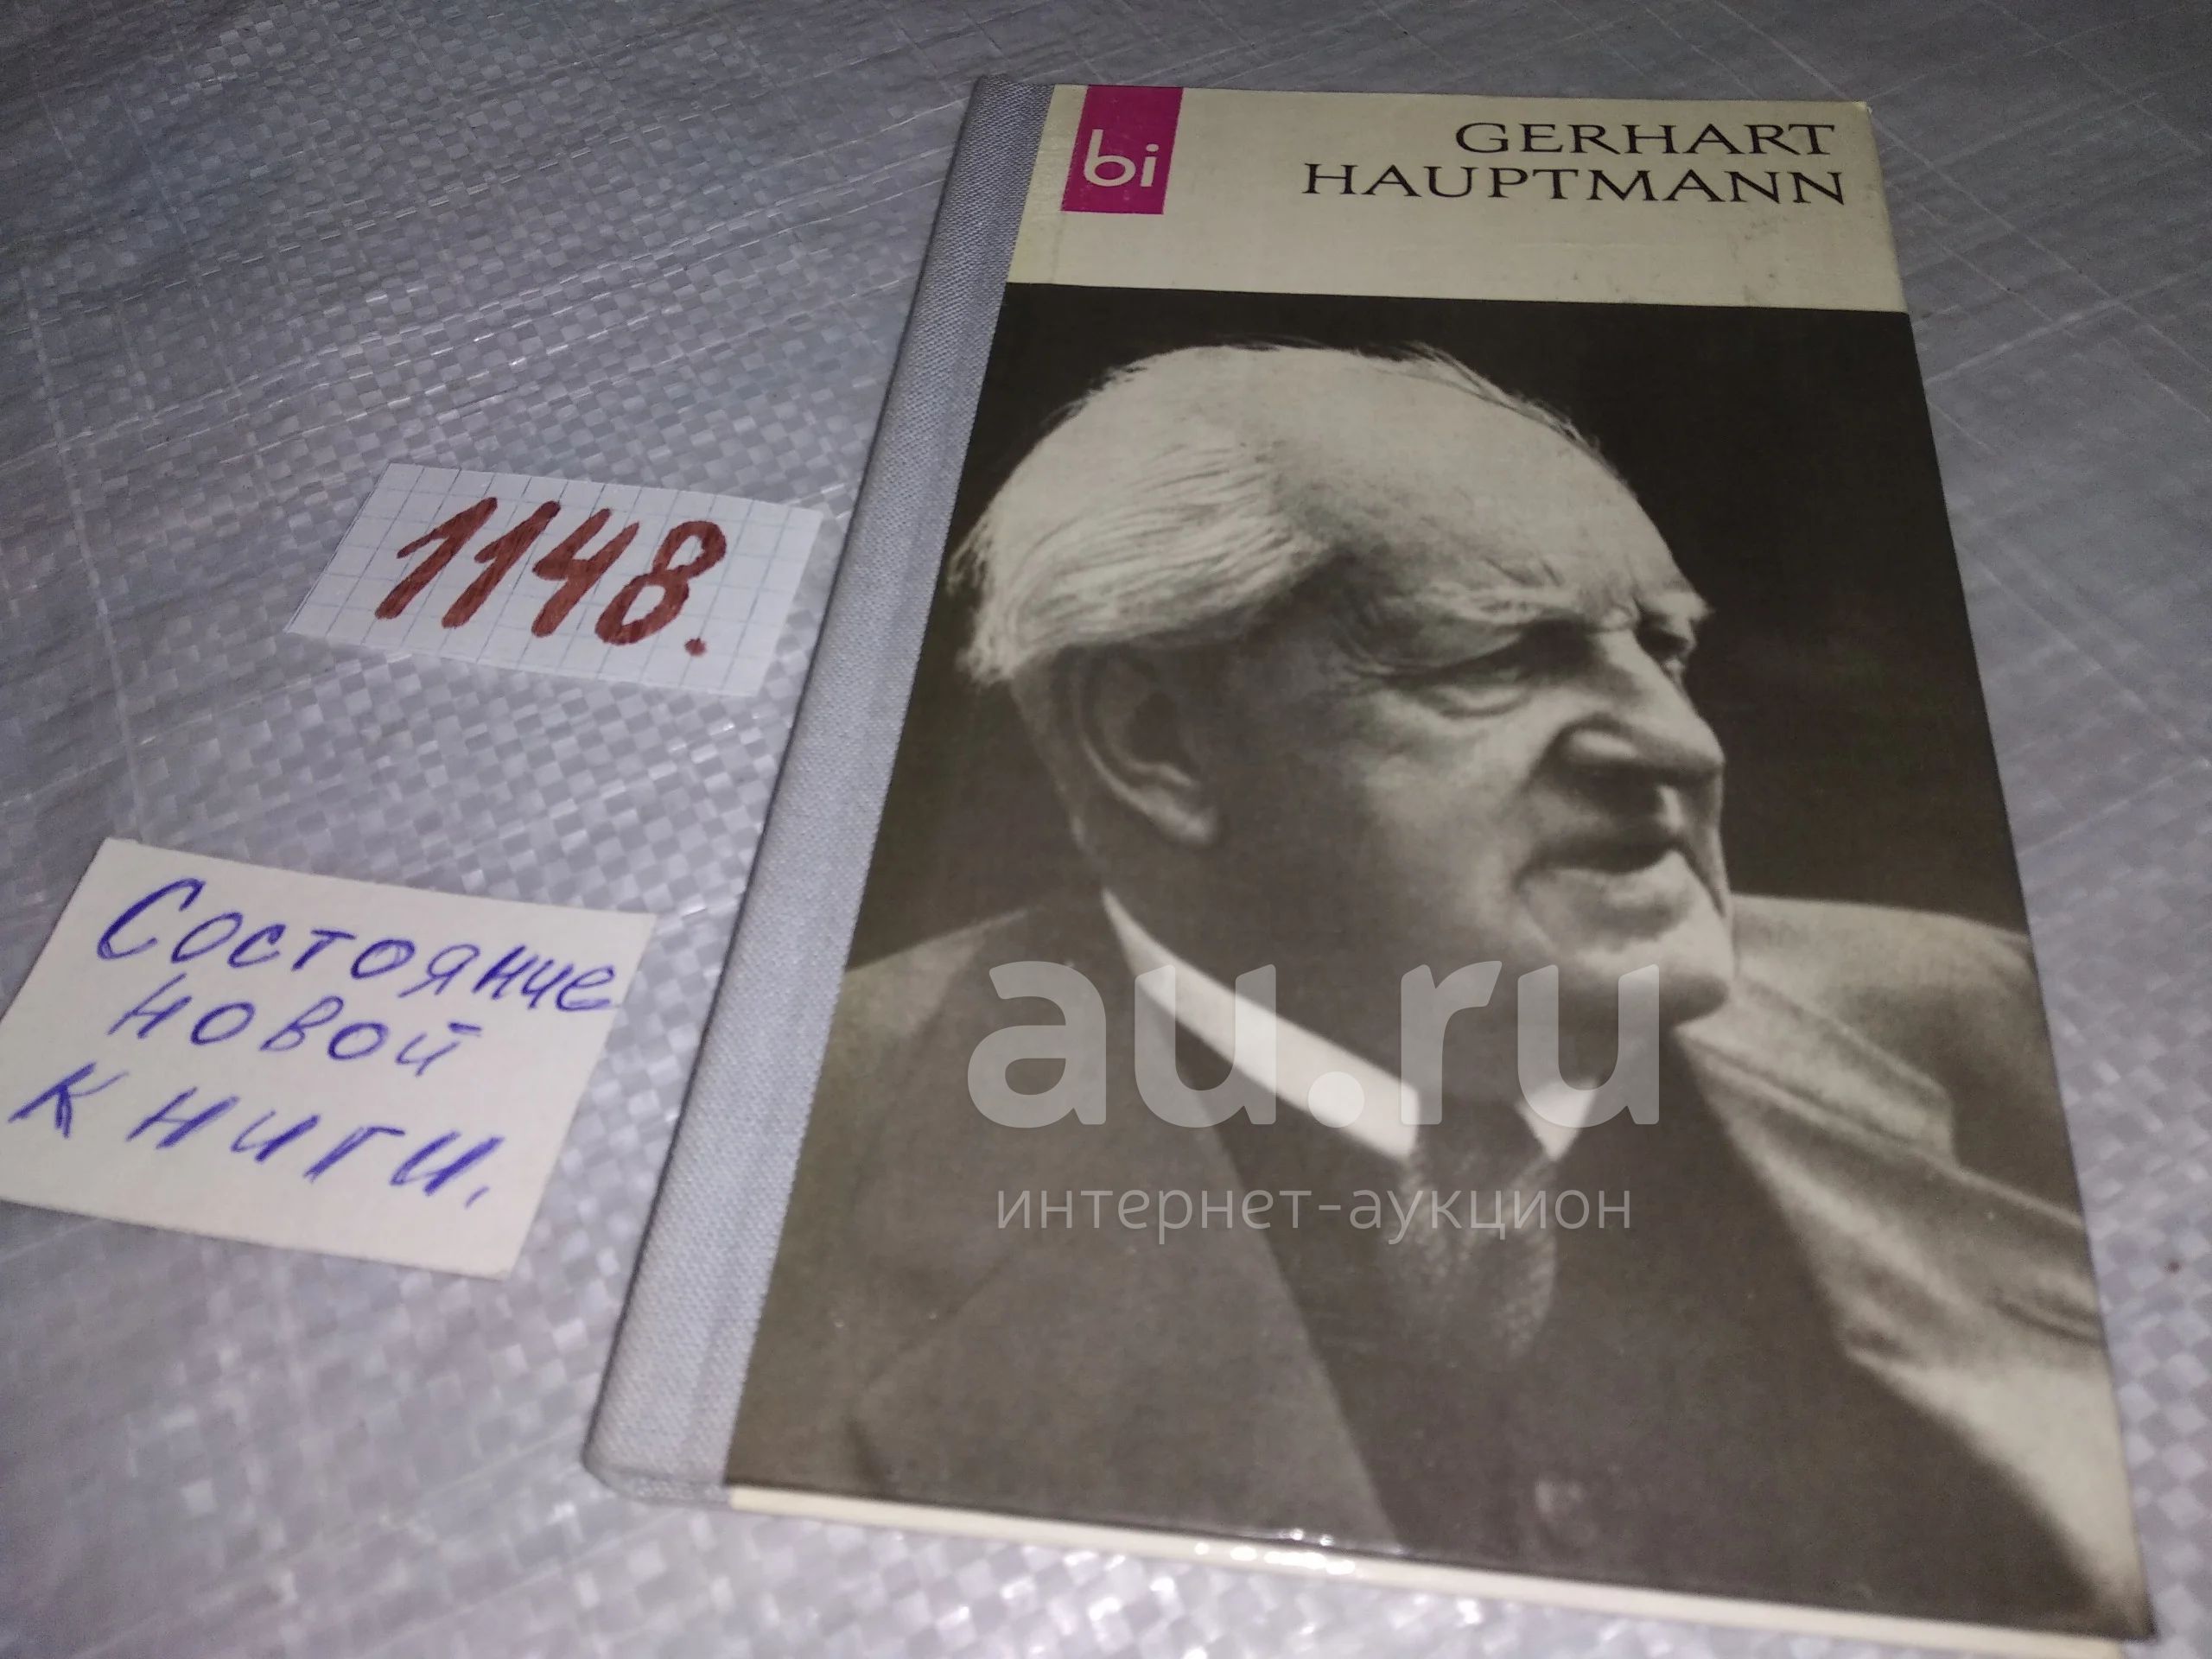 bi
GERHART
HAUPTMANN
1148.
Состояние
новой
книги.
au.ru
интернет-аукцион